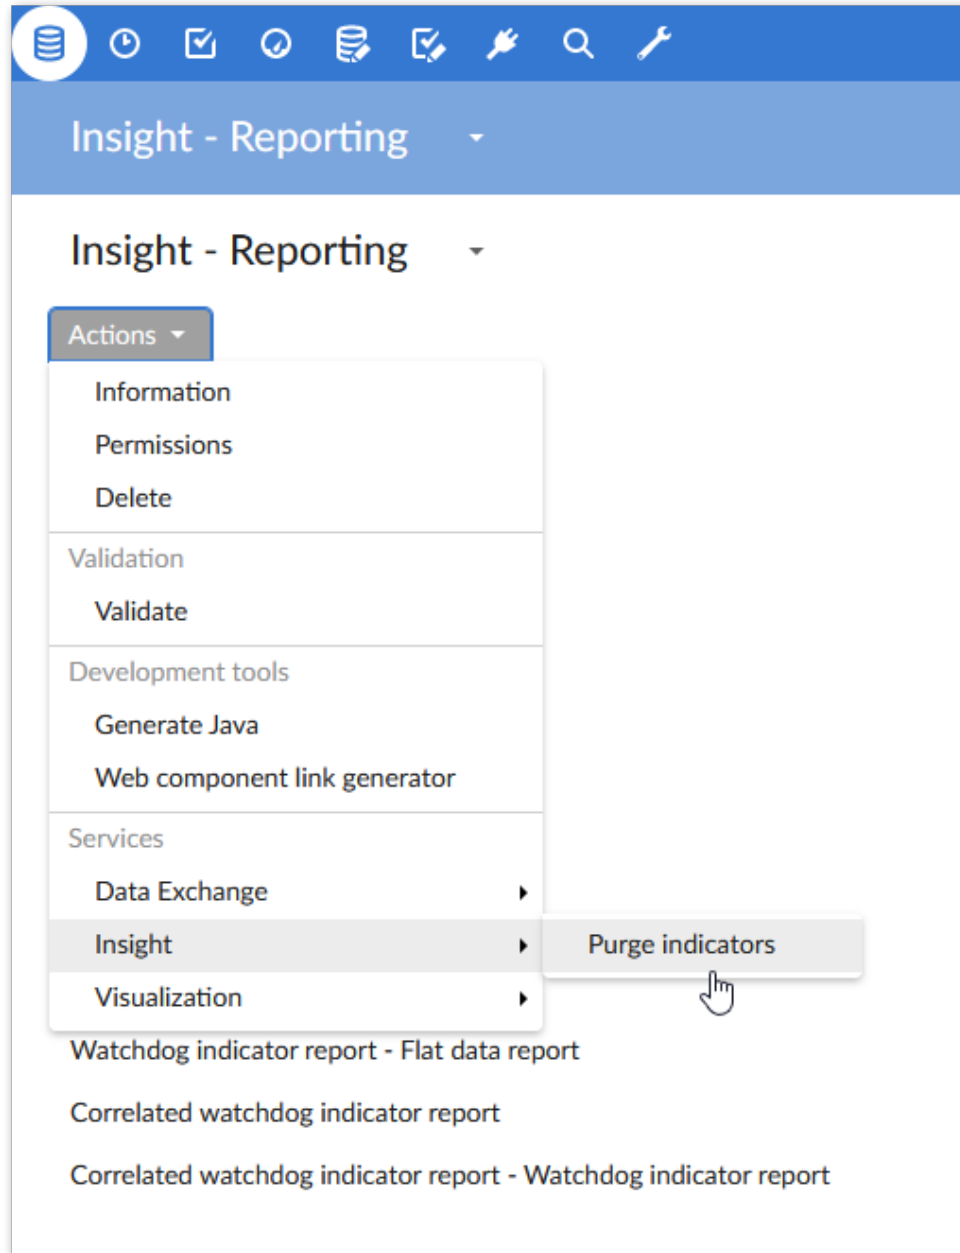 Insight - Reporting
Insight - Reporting
Actions
Information
Permissions
Delete
Validation
Validate
Development tools
Generate Java
Web component link generator
Services
Data Exchange
Insight
Purge indicators
Visualization
Watchdog indicator report - Flat data report
Correlated watchdog indicator report
Correlated watchdog indicator report - Watchdog indicator report